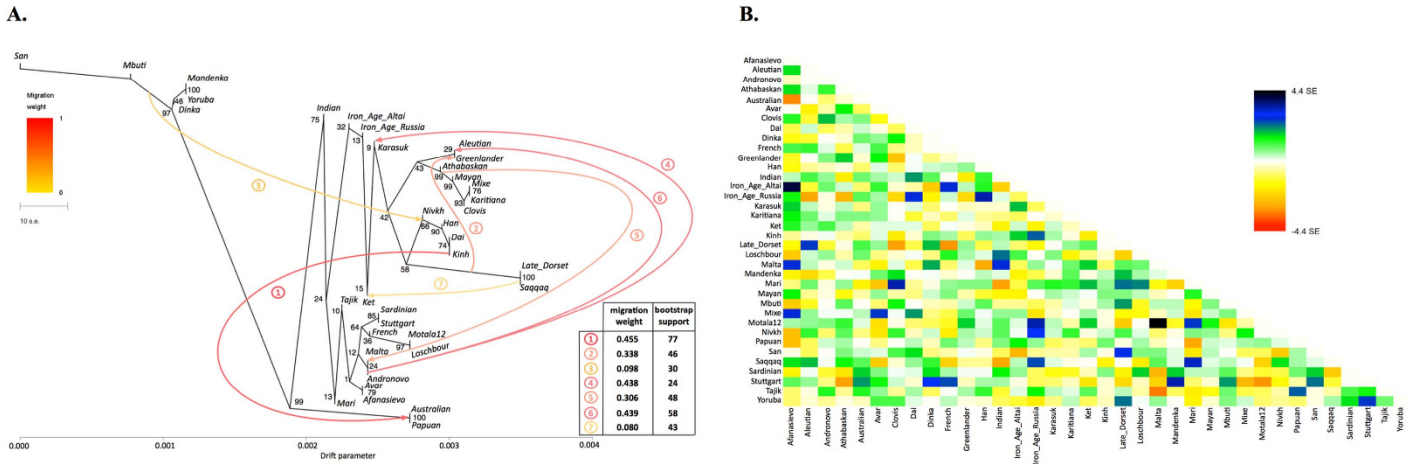 A.
B.
San
Mbuti
Mandenka
100
Yoruba
46
Dinka
97
Migration
weight
1
0
10 s.e.
Indian
75
Iron_Age_Altai
32
Iron_Age_Russia
13
Karasuk
9
Aleutian
29
Greenlander
43
Athabaskan
99
Mayan
99
Mixe
76
Karitiana
93
Clovis
42
Nivkh
66
Han
90
Dai
74
Kinh
58
Late_Dorset
100
Saqqaq
15
Ket
24
Tajik
10
Sardinian
85
Stuttgart
64
French
36
Motala12
97
Loschbour
12
Malta
24
Andronovo
1
Avar
79
Afanasievo
13
Mari
99
Australian
100
Papuan
1
2
3
4
5
6
7
migration weight bootstrap support
1 0.455 77
2 0.338 46
3 0.098 30
4 0.438 24
5 0.306 48
6 0.439 58
7 0.080 43
0.000 0.001 0.002 0.003 0.004
Drift parameter
Afanasievo
Aleutian
Andronovo
Athabaskan
Australian
Avar
Clovis
Dai
Dinka
French
Greenlander
Han
Indian
Iron_Age_Altai
Iron_Age_Russia
Karasuk
Karitiana
Ket
Kinh
Late_Dorset
Loschbour
Malta
Mandenka
Mari
Mayan
Mbuti
Mixe
Motala12
Nivkh
Papuan
San
Saqqaq
Sardinian
Stuttgart
Tajik
Yoruba
4.4 SE
-4.4 SE
Afanasievo
Aleutian
Andronovo
Athabaskan
Australian
Avar
Clovis
Dai
Dinka
French
Greenlander
Han
Indian
Iron_Age_Altai
Iron_Age_Russia
Karasuk
Karitiana
Ket
Kinh
Late_Dorset
Loschbour
Malta
Mandenka
Mari
Mayan
Mbuti
Mixe
Motala12
Nivkh
Papuan
San
Saqqaq
Sardinian
Stuttgart
Tajik
Yoruba